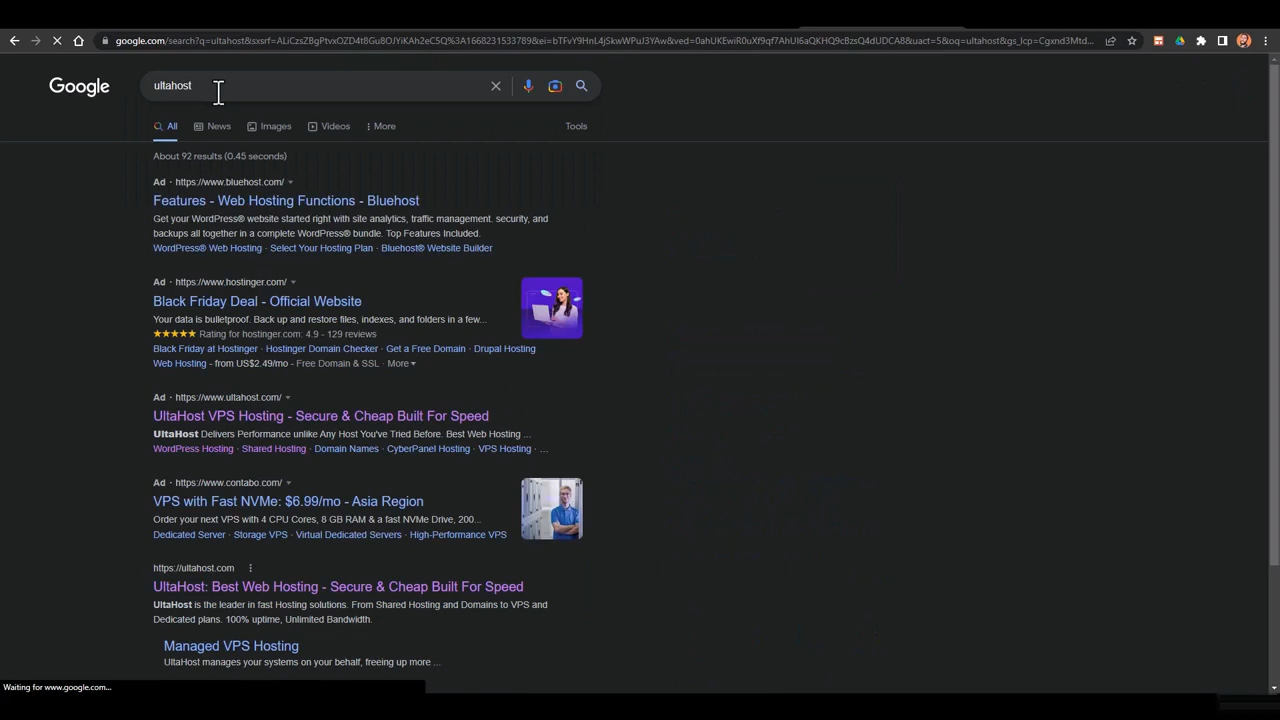 google.com/search?q=ultahost&sxsrf=ALiCzsZBgPtvxOZD4t8Gu8OJYiKAh2eC5Q%3A1668231533789&ei=bTFvY9HnL4jSkwWPuJ3YAw&ved=0ahUKEwiR0uXf9qf7AhUI6aQKHQ9cBzsQ4dUDCA8&uact=5&oq=ultahost&gs_lcp=Cgxnd3Mtd...
Google
ultahost
All News Images Videos More Tools
About 92 results (0.45 seconds)
Ad · https://www.bluehost.com/
Features - Web Hosting Functions - Bluehost
Get your WordPress® website started right with site analytics, traffic management. security, and
backups all together in a complete WordPress® bundle. Top Features Included.
WordPress® Web Hosting · Select Your Hosting Plan · Bluehost® Website Builder
Ad · https://www.hostinger.com/
Black Friday Deal - Official Website
Your data is bulletproof. Back up and restore files, indexes, and folders in a few...
Rating for hostinger.com: 4.9 - 129 reviews
Black Friday at Hostinger · Hostinger Domain Checker · Get a Free Domain · Drupal Hosting
Web Hosting - from US$2.49/mo - Free Domain & SSL · More
Ad · https://www.ultahost.com/
UltaHost VPS Hosting - Secure & Cheap Built For Speed
UltaHost Delivers Performance unlike Any Host You've Tried Before. Best Web Hosting ...
WordPress Hosting · Shared Hosting · Domain Names · CyberPanel Hosting · VPS Hosting · ...
Ad · https://www.contabo.com/
VPS with Fast NVMe: $6.99/mo - Asia Region
Order your next VPS with 4 CPU Cores, 8 GB RAM & a fast NVMe Drive, 200...
Dedicated Server · Storage VPS · Virtual Dedicated Servers · High-Performance VPS
https://ultahost.com
UltaHost: Best Web Hosting - Secure & Cheap Built For Speed
UltaHost is the leader in fast Hosting solutions. From Shared Hosting and Domains to VPS and
Dedicated plans. 100% uptime, Unlimited Bandwidth.
Managed VPS Hosting
UltaHost manages your systems on your behalf, freeing up more ...
Waiting for www.google.com...